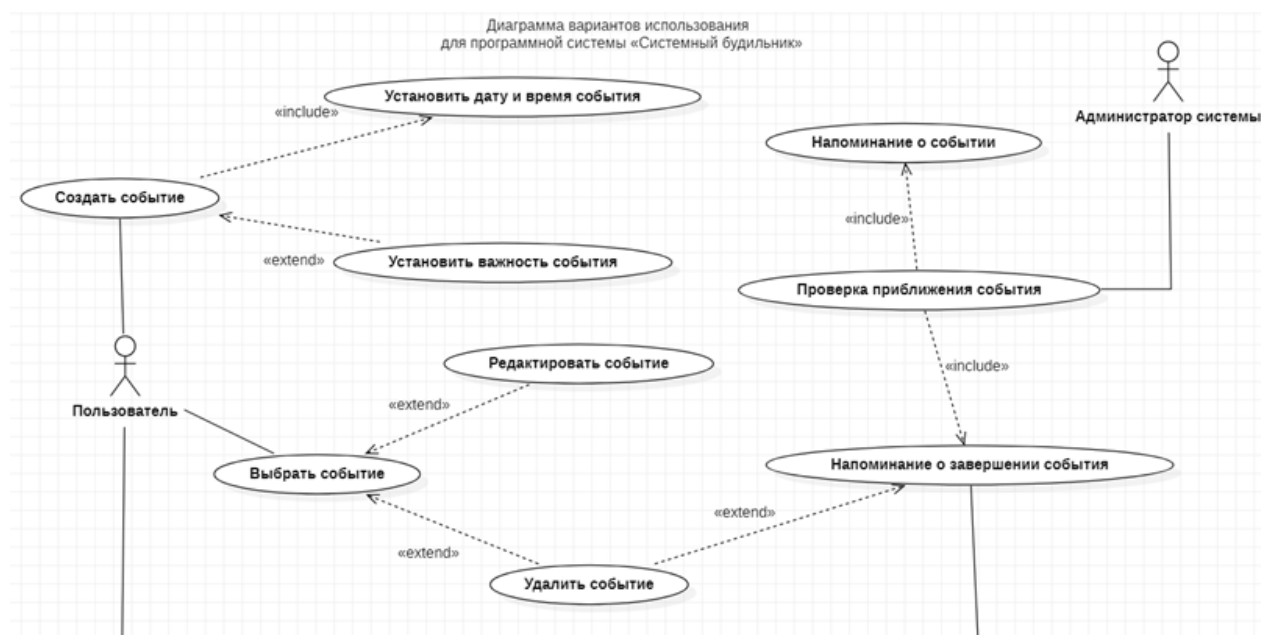 Диаграмма вариантов использования
для программной системы «Системный будильник»
Установить дату и время события
«include»
Администратор системы
Напоминание о событии
Создать событие
«include»
«extend»
Установить важность события
Проверка приближения события
Редактировать событие
«include»
«extend»
Пользователь
Выбрать событие
Напоминание о завершении события
«extend»
«extend»
Удалить событие